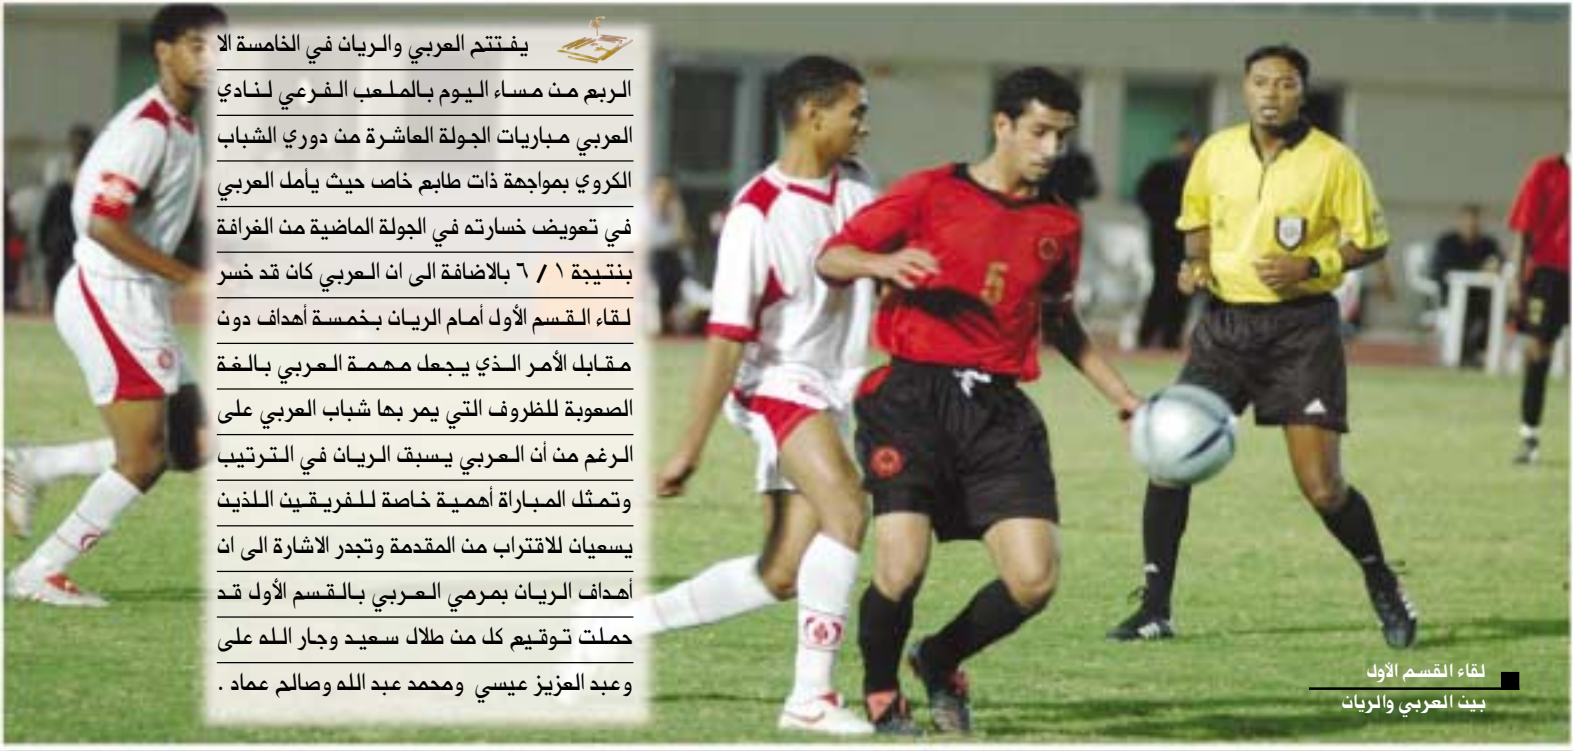 يفتتح العربي والريان في الخامسة الا
الربع من مساء اليوم بالملعب الفرعي لنادي
العربي مباريات الجولة العاشرة من دوري الشباب
الكروي بمواجهة ذات طابع خاص حيث يأمل العربي
في تعويض خسارته في الجولة الماضية من الغرافة
بنتيجة ١ / ٦ بالاضافة الى ان العربي كان قد خسر
لقاء القسم الأول أمام الريان بخمسة أهداف دون
مقابل الأمر الذي يجعل مهمة العربي بالغة
الصعوبة للظروف التي يمر بها شباب العربي على
الرغم من أن العربي يسبق الريان في الترتيب
وتمثل المباراة أهمية خاصة للفريقين اللذين
يسعيان للاقتراب من المقدمة وتجدر الاشارة الى ان
أهداف الريان بمرمي العربي بالقسم الأول قد
حملت توقيع كل من طلال سعيد وجار الله على
وعبد العزيز عيسي ومحمد عبد الله وصالح عماد .
لقاء القسم الأول
بين العربي والريان
5